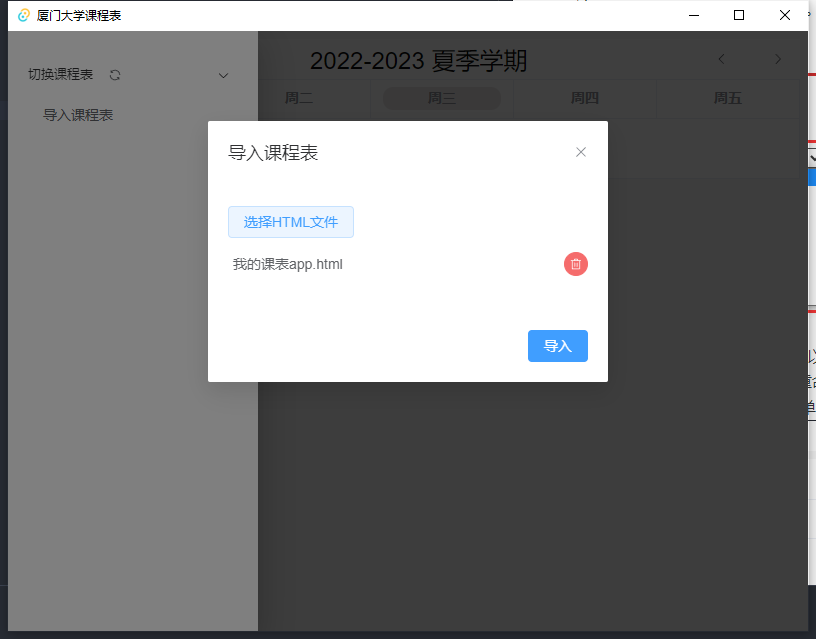 厦门大学课程表
切换课程表
导入课程表
2022-2023 夏季学期
周二 周三 周四 周五
导入课程表
选择HTML文件
我的课表app.html
导入
单